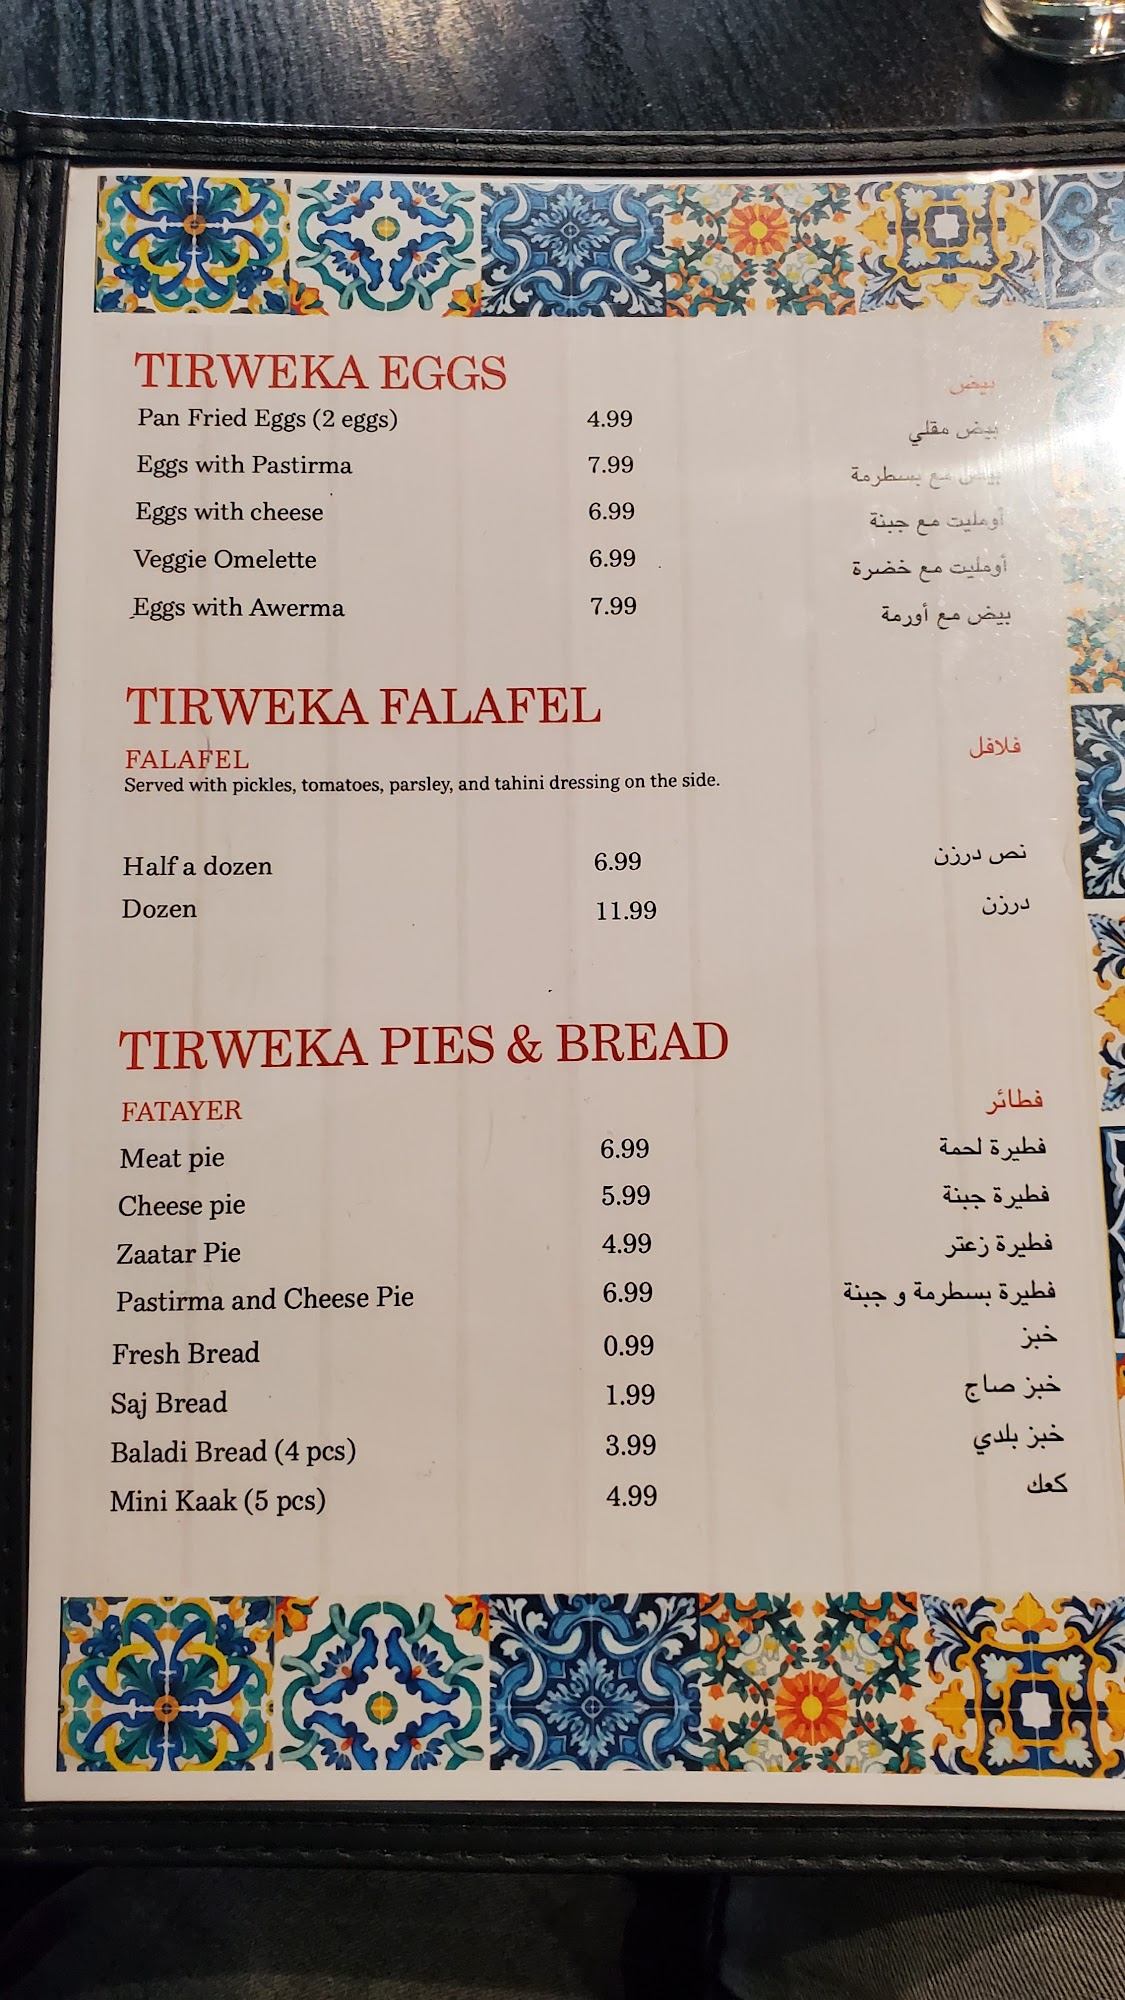 TIRWEKA EGGS بيض
Pan Fried Eggs (2 eggs) 4.99 بيض مقلي
Eggs with Pastirma 7.99 بيض مع بسطرمة
Eggs with cheese 6.99 أومليت مع جبنة
Veggie Omelette 6.99 أومليت مع خضرة
Eggs with Awerma 7.99 بيض مع أورمة
TIRWEKA FALAFEL
FALAFEL فلافل
Served with pickles, tomatoes, parsley, and tahini dressing on the side.
Half a dozen 6.99 نص درزن
Dozen 11.99 درزن
TIRWEKA PIES & BREAD
FATAYER فطائر
Meat pie 6.99 فطيرة لحمة
Cheese pie 5.99 فطيرة جبنة
Zaatar Pie 4.99 فطيرة زعتر
Pastirma and Cheese Pie 6.99 فطيرة بسطرمة و جبنة
Fresh Bread 0.99 خبز
Saj Bread 1.99 خبز صاج
Baladi Bread (4 pcs) 3.99 خبز بلدي
Mini Kaak (5 pcs) 4.99 كعك